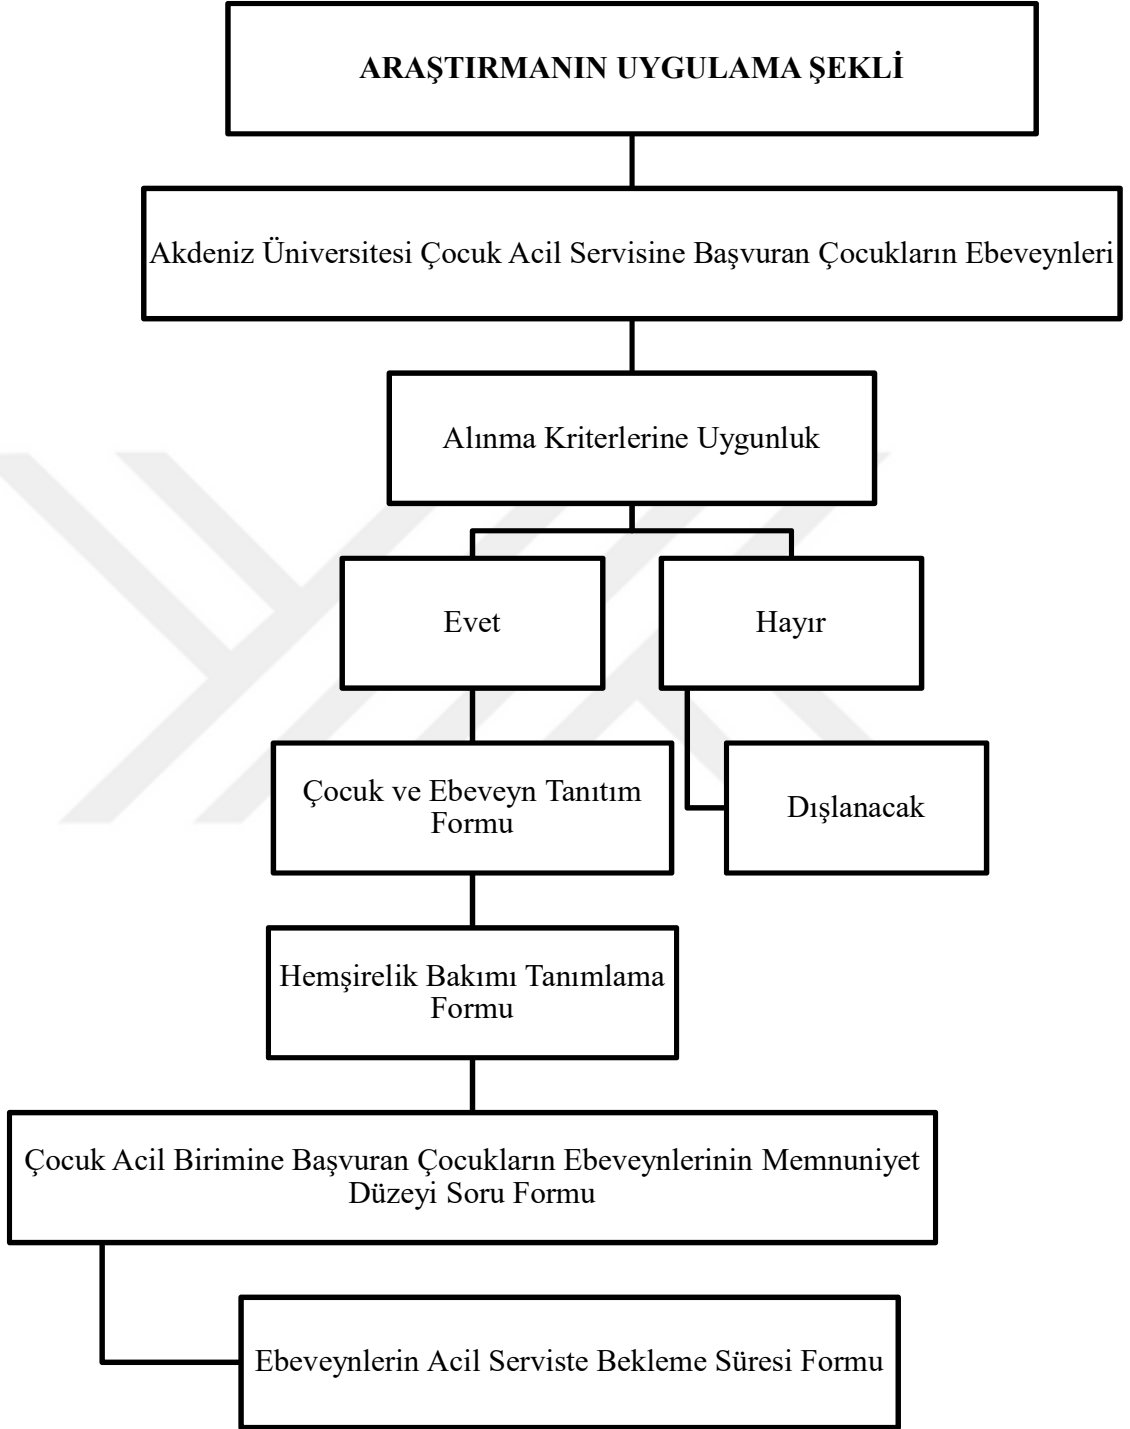 ARAŞTIRMANIN UYGULAMA ŞEKLİ
Akdeniz Üniversitesi Çocuk Acil Servisine Başvuran Çocukların Ebeveynleri
Alınma Kriterlerine Uygunluk
Evet
Hayır
Çocuk ve Ebeveyn Tanıtım
Formu
Dışlanacak
Hemşirelik Bakımı Tanımlama
Formu
Çocuk Acil Birimine Başvuran Çocukların Ebeveynlerinin Memnuniyet
Düzeyi Soru Formu
Ebeveynlerin Acil Serviste Bekleme Süresi Formu